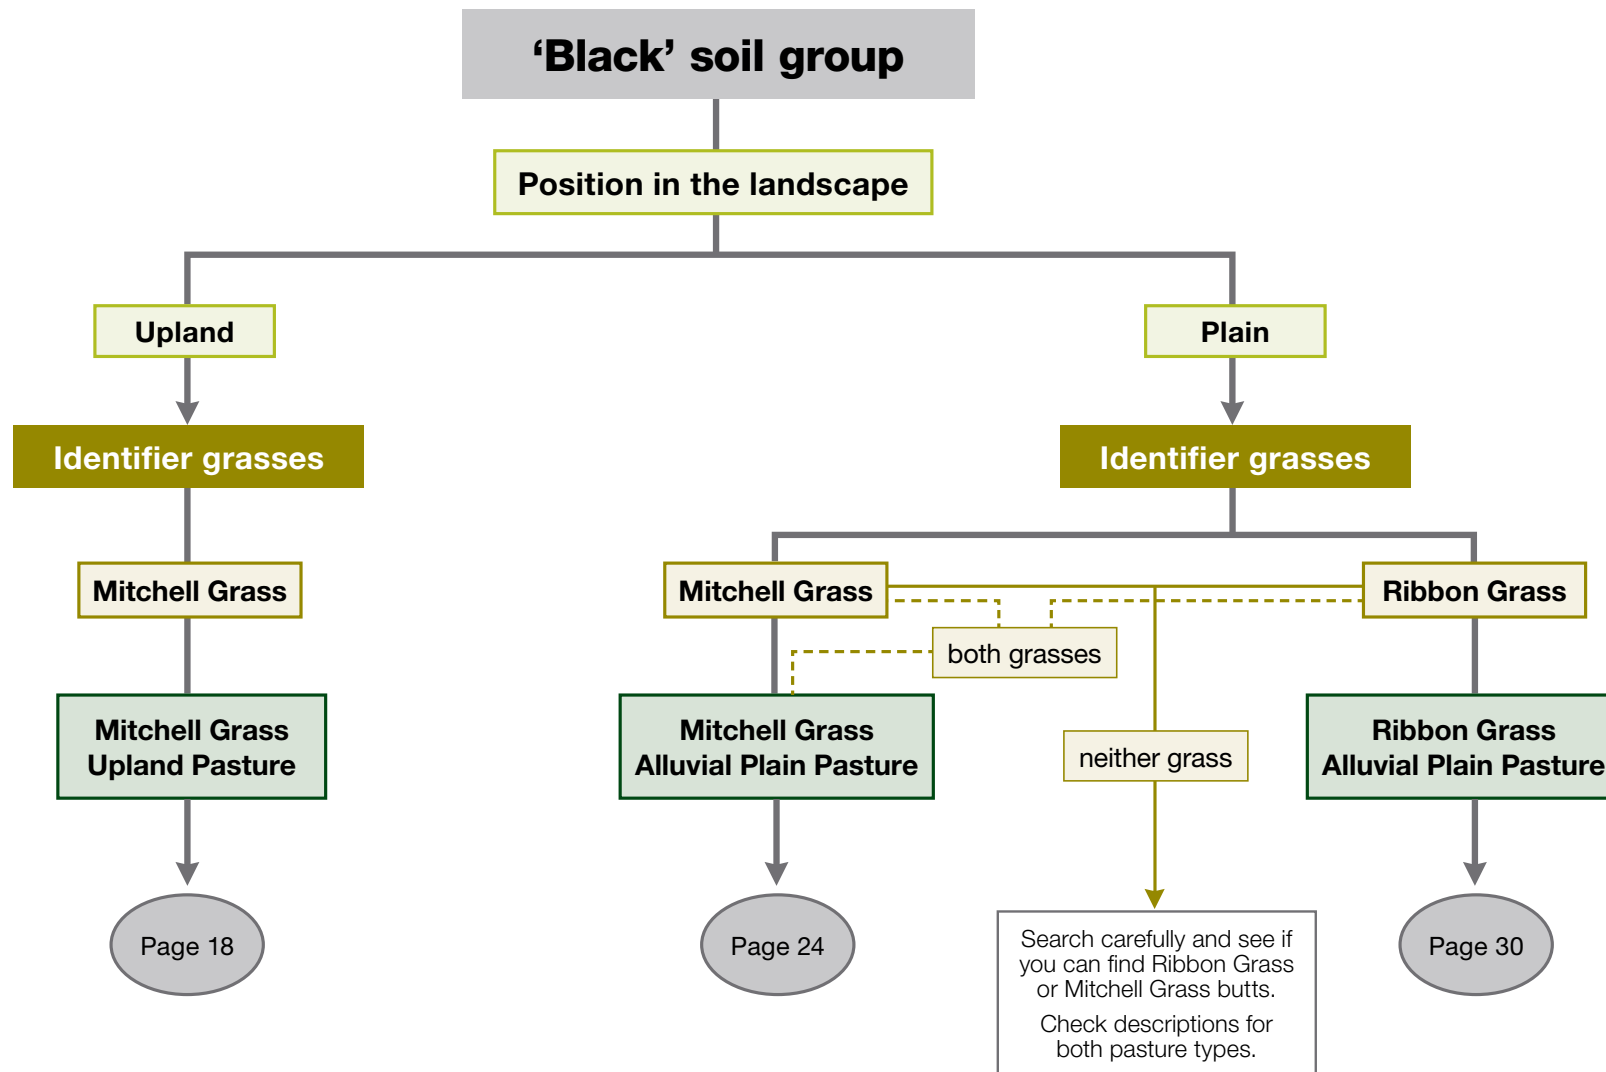 ‘Black’ soil group
Position in the landscape
Upland
Plain
Identifier grasses
Identifier grasses
Mitchell Grass
Mitchell Grass
Ribbon Grass
both grasses
Mitchell Grass
Upland Pasture
Mitchell Grass
Alluvial Plain Pasture
neither grass
Ribbon Grass
Alluvial Plain Pasture
Page 18
Page 24
Search carefully and see if
you can find Ribbon Grass
or Mitchell Grass butts.
Check descriptions for
both pasture types.
Page 30